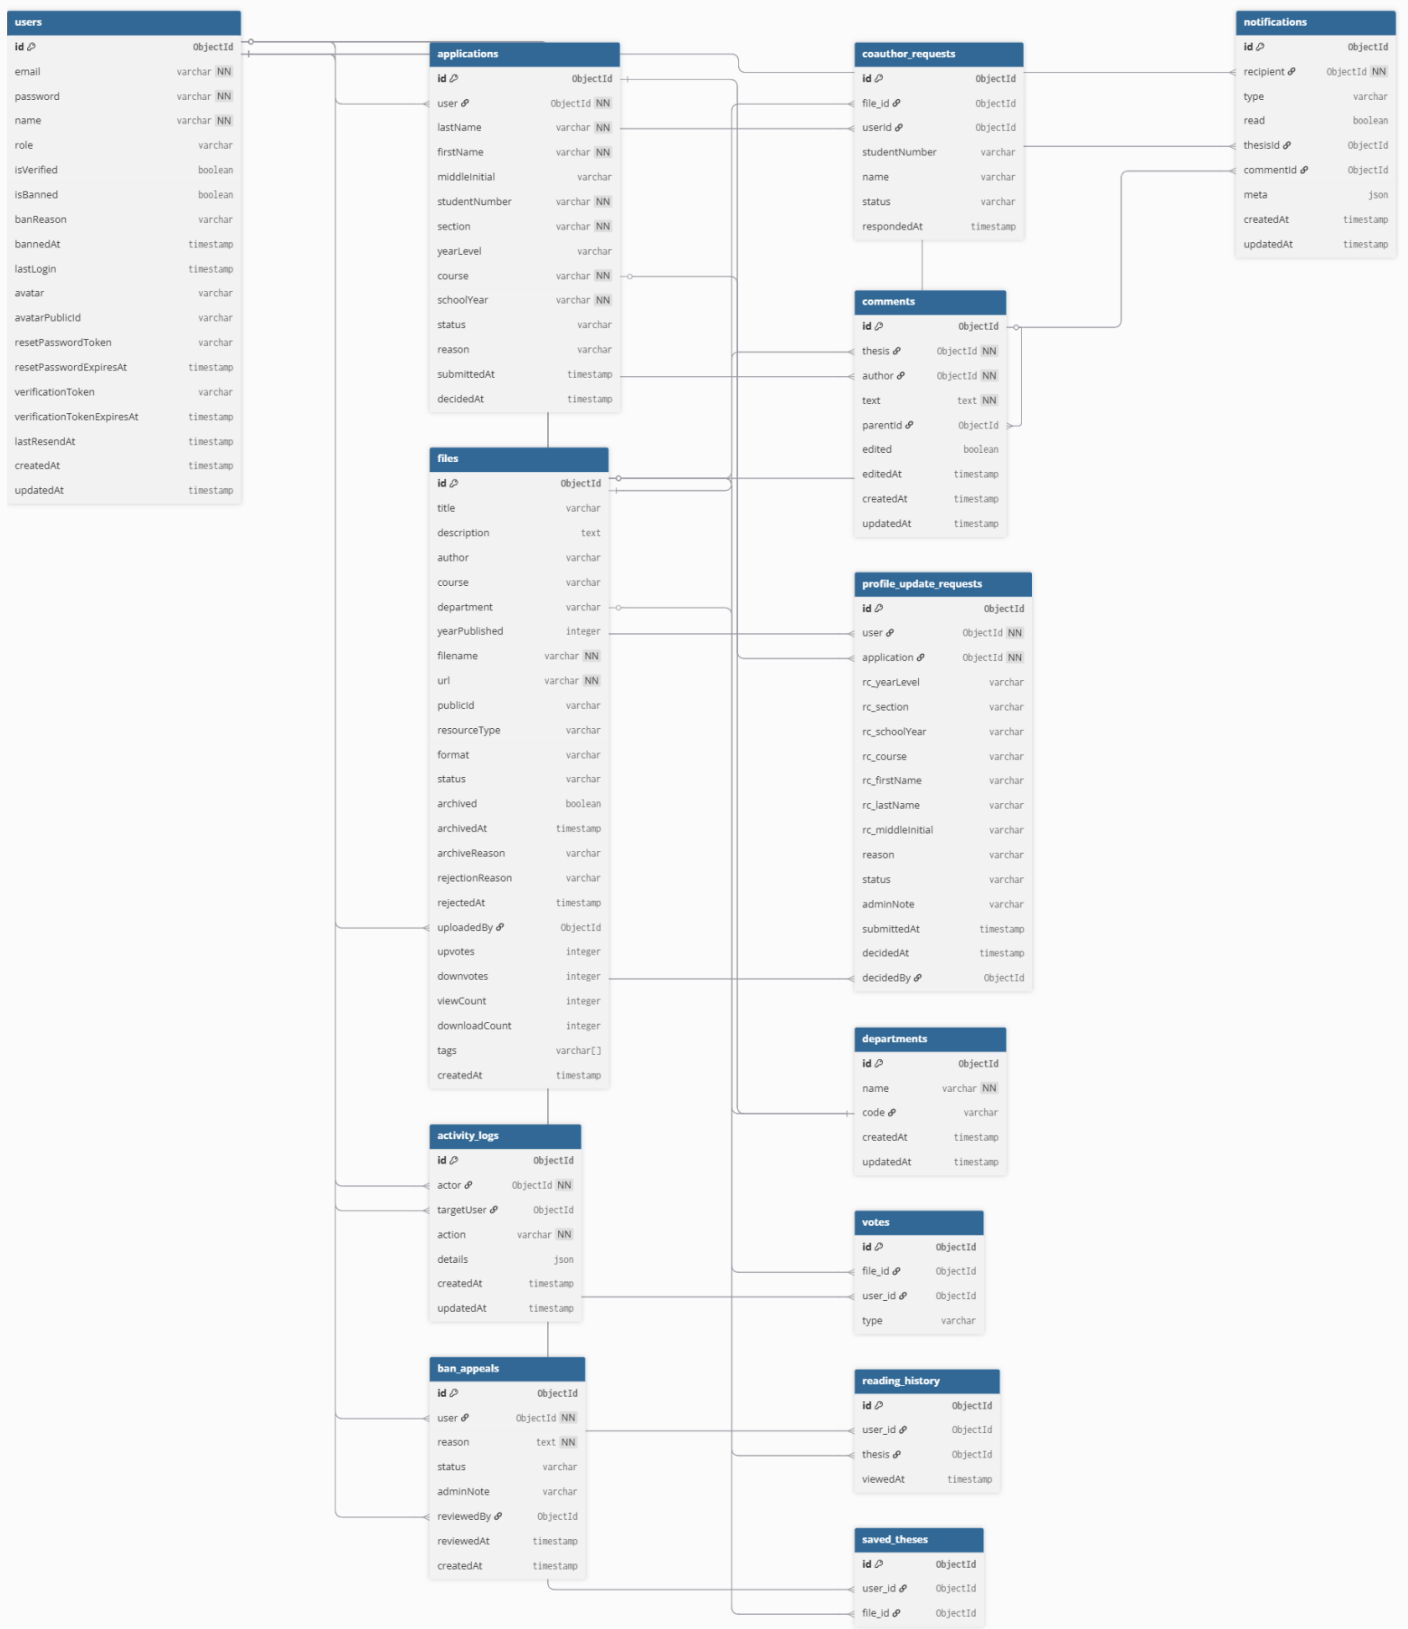 users
id ObjectId
email varchar NN
password varchar NN
name varchar NN
role varchar
isVerified boolean
isBanned boolean
banReason varchar
bannedAt timestamp
lastLogin timestamp
avatar varchar
avatarPublicId varchar
resetPasswordToken varchar
resetPasswordExpiresAt timestamp
verificationToken varchar
verificationTokenExpiresAt timestamp
lastResendAt timestamp
createdAt timestamp
updatedAt timestamp
applications
id ObjectId
user ObjectId NN
lastName varchar NN
firstName varchar NN
middleInitial varchar
studentNumber varchar NN
section varchar NN
yearLevel varchar
course varchar NN
schoolYear varchar NN
status varchar
reason varchar
submittedAt timestamp
decidedAt timestamp
files
id ObjectId
title varchar
description text
author varchar
course varchar
department varchar
yearPublished integer
filename varchar NN
url varchar NN
publicId varchar
resourceType varchar
format varchar
status varchar
archived boolean
archivedAt timestamp
archiveReason varchar
rejectionReason varchar
rejectedAt timestamp
uploadedBy ObjectId
upvotes integer
downvotes integer
viewCount integer
downloadCount integer
tags varchar[]
createdAt timestamp
activity_logs
id ObjectId
actor ObjectId NN
targetUser ObjectId
action varchar NN
details json
createdAt timestamp
updatedAt timestamp
ban_appeals
id ObjectId
user ObjectId NN
reason text NN
status varchar
adminNote varchar
reviewedBy ObjectId
reviewedAt timestamp
createdAt timestamp
coauthor_requests
id ObjectId
file_id ObjectId
userId ObjectId
studentNumber varchar
name varchar
status varchar
respondedAt timestamp
comments
id ObjectId
thesis ObjectId NN
author ObjectId NN
text text NN
parentId ObjectId
edited boolean
editedAt timestamp
createdAt timestamp
updatedAt timestamp
profile_update_requests
id ObjectId
user ObjectId NN
application ObjectId NN
rc_yearLevel varchar
rc_section varchar
rc_schoolYear varchar
rc_course varchar
rc_firstName varchar
rc_lastName varchar
rc_middleInitial varchar
reason varchar
status varchar
adminNote varchar
submittedAt timestamp
decidedAt timestamp
decidedBy ObjectId
departments
id ObjectId
name varchar NN
code varchar
createdAt timestamp
updatedAt timestamp
votes
id ObjectId
file_id ObjectId
user_id ObjectId
type varchar
reading_history
id ObjectId
user_id ObjectId
thesis ObjectId
viewedAt timestamp
saved_theses
id ObjectId
user_id ObjectId
file_id ObjectId
notifications
id ObjectId
recipient ObjectId NN
type varchar
read boolean
thesisId ObjectId
commentId ObjectId
meta json
createdAt timestamp
updatedAt timestamp